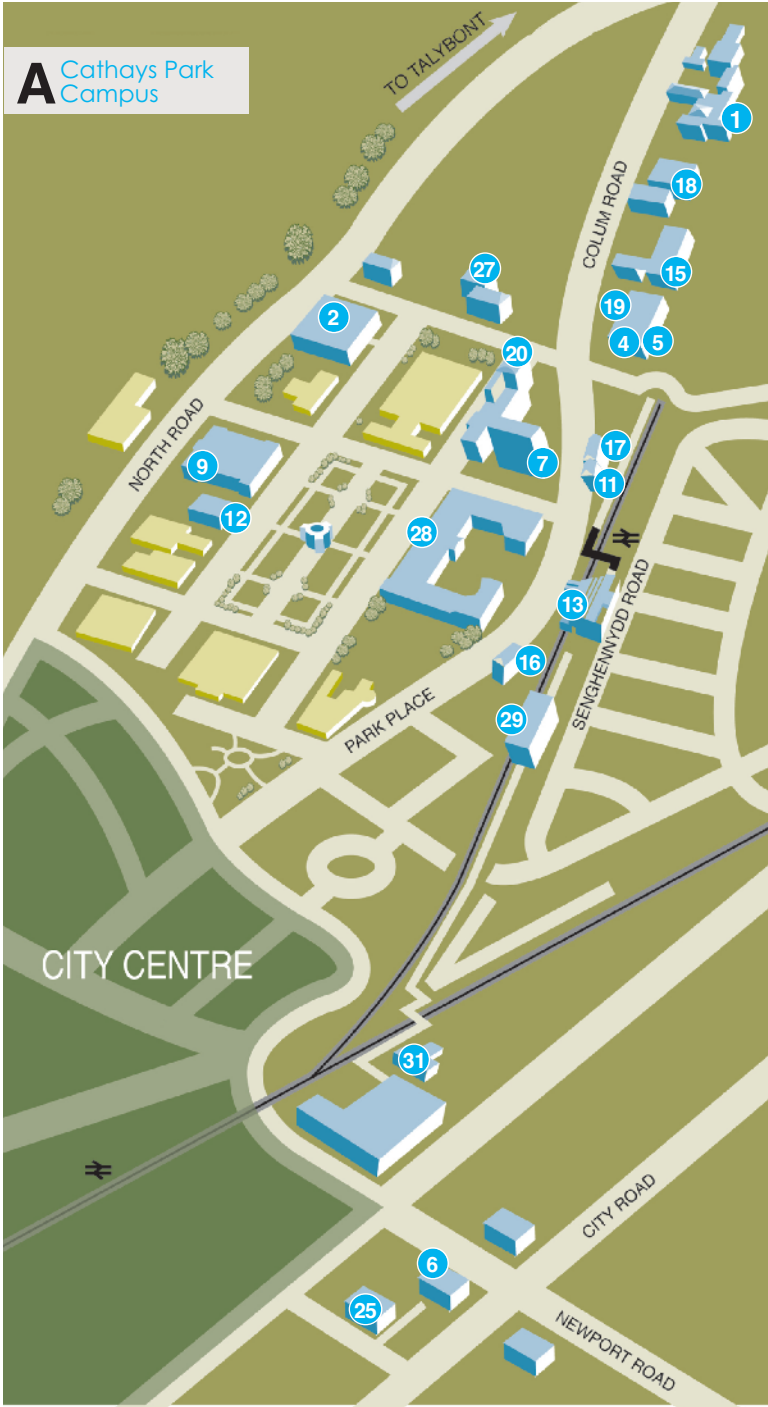 A Cathays Park
Campus
TO TALYBONT
1
COLUM ROAD
18
15
27
19
2
4
5
20
NORTH ROAD
17
9
7
11
12
28
13
SENGHENNYDD ROAD
16
29
PARK PLACE
CITY CENTRE
31
CITY ROAD
6
25
NEWPORT ROAD